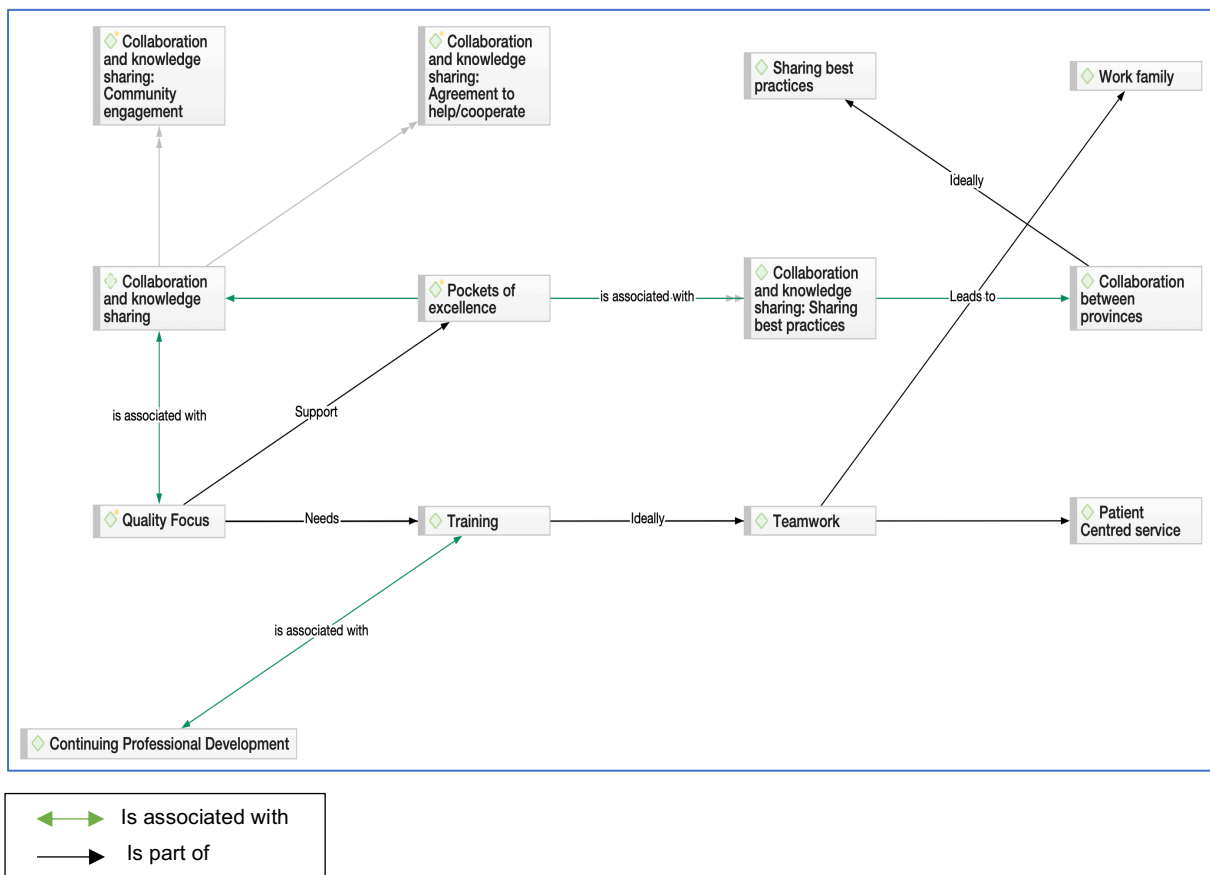 Collaboration
and knowledge
sharing:
Community
engagement
Collaboration
and knowledge
sharing:
Agreement to
help/cooperate
Sharing best
practices
Work family
Ideally
Collaboration
and knowledge
sharing
Pockets of
excellence
is associated with
Collaboration
and knowledge
sharing: Sharing
best practices
Leads to
Collaboration
between
provinces
is associated with
Support
Quality Focus
Needs
Training
Ideally
Teamwork
Patient
Centred service
is associated with
Continuing Professional Development
Is associated with
Is part of